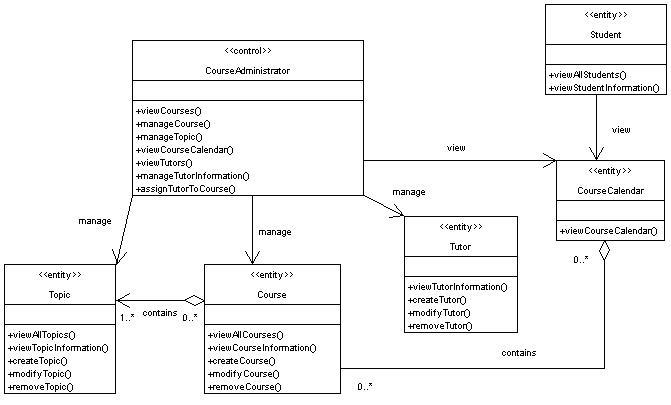 <<entity>>
Student
+viewAllStudents()
+viewStudentInformation()
<<control>>
CourseAdministrator
+viewCourses()
+manageCourse()
+manageTopic()
+viewCourseCalendar()
+viewTutors()
+manageTutorInformation()
+assignTutorToCourse()
view
view
<<entity>>
CourseCalendar
+viewCourseCalendar()
manage
manage
manage
<<entity>>
Tutor
+viewTutorInformation()
+createTutor()
+modifyTutor()
+removeTutor()
0..*
<<entity>>
Topic
+viewAllTopics()
+viewTopicInformation()
+createTopic()
+modifyTopic()
+removeTopic()
1..*
contains
0..*
<<entity>>
Course
+viewAllCourses()
+viewCourseInformation()
+createCourse()
+modifyCourse()
+removeCourse()
contains
0..*